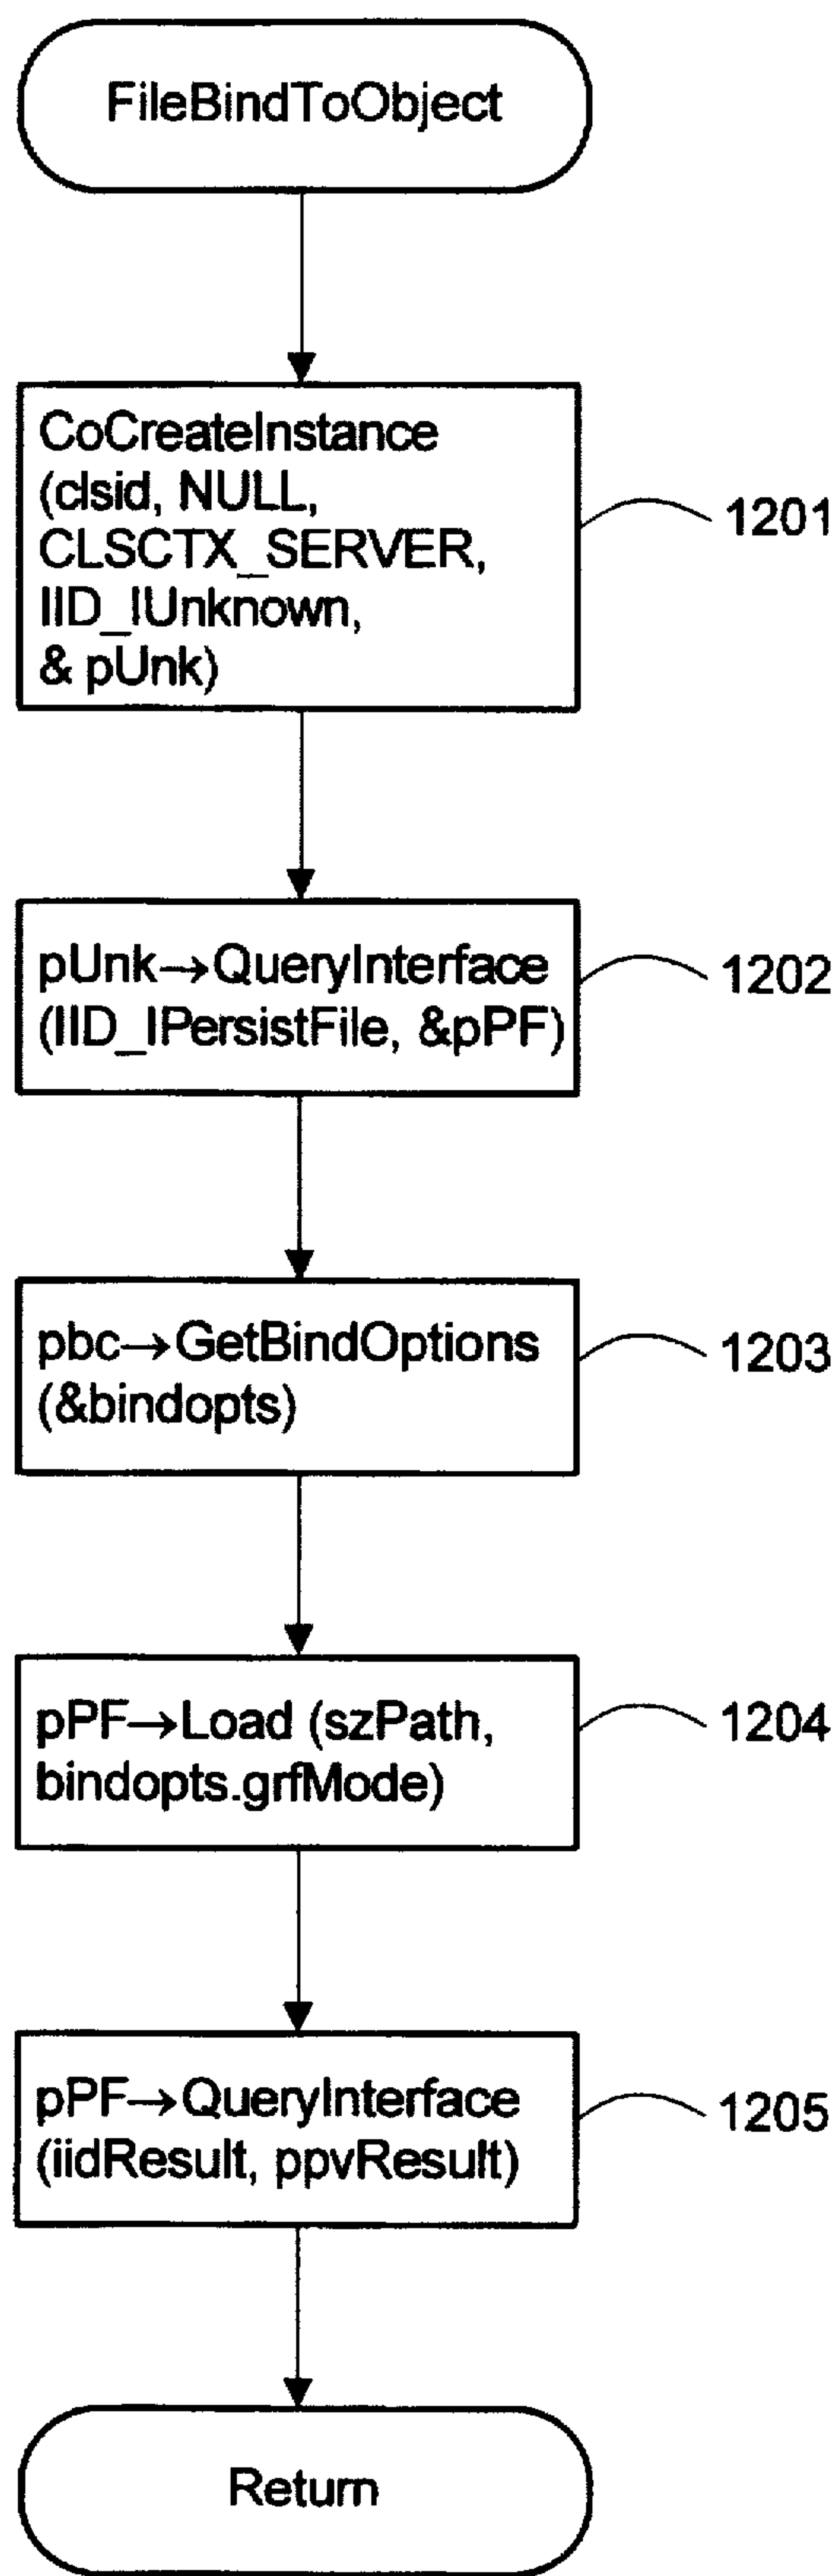 FileBindToObject
CoCreateInstance
(clsid, NULL,
CLSCTX_SERVER,
IID_IUnknown,
& pUnk)
1201
pUnk→QueryInterface
(IID_IPersistFile, &pPF)
1202
pbc→GetBindOptions
(&bindopts)
1203
pPF→Load (szPath,
bindopts.grfMode)
1204
pPF→QueryInterface
(iidResult, ppvResult)
1205
Return